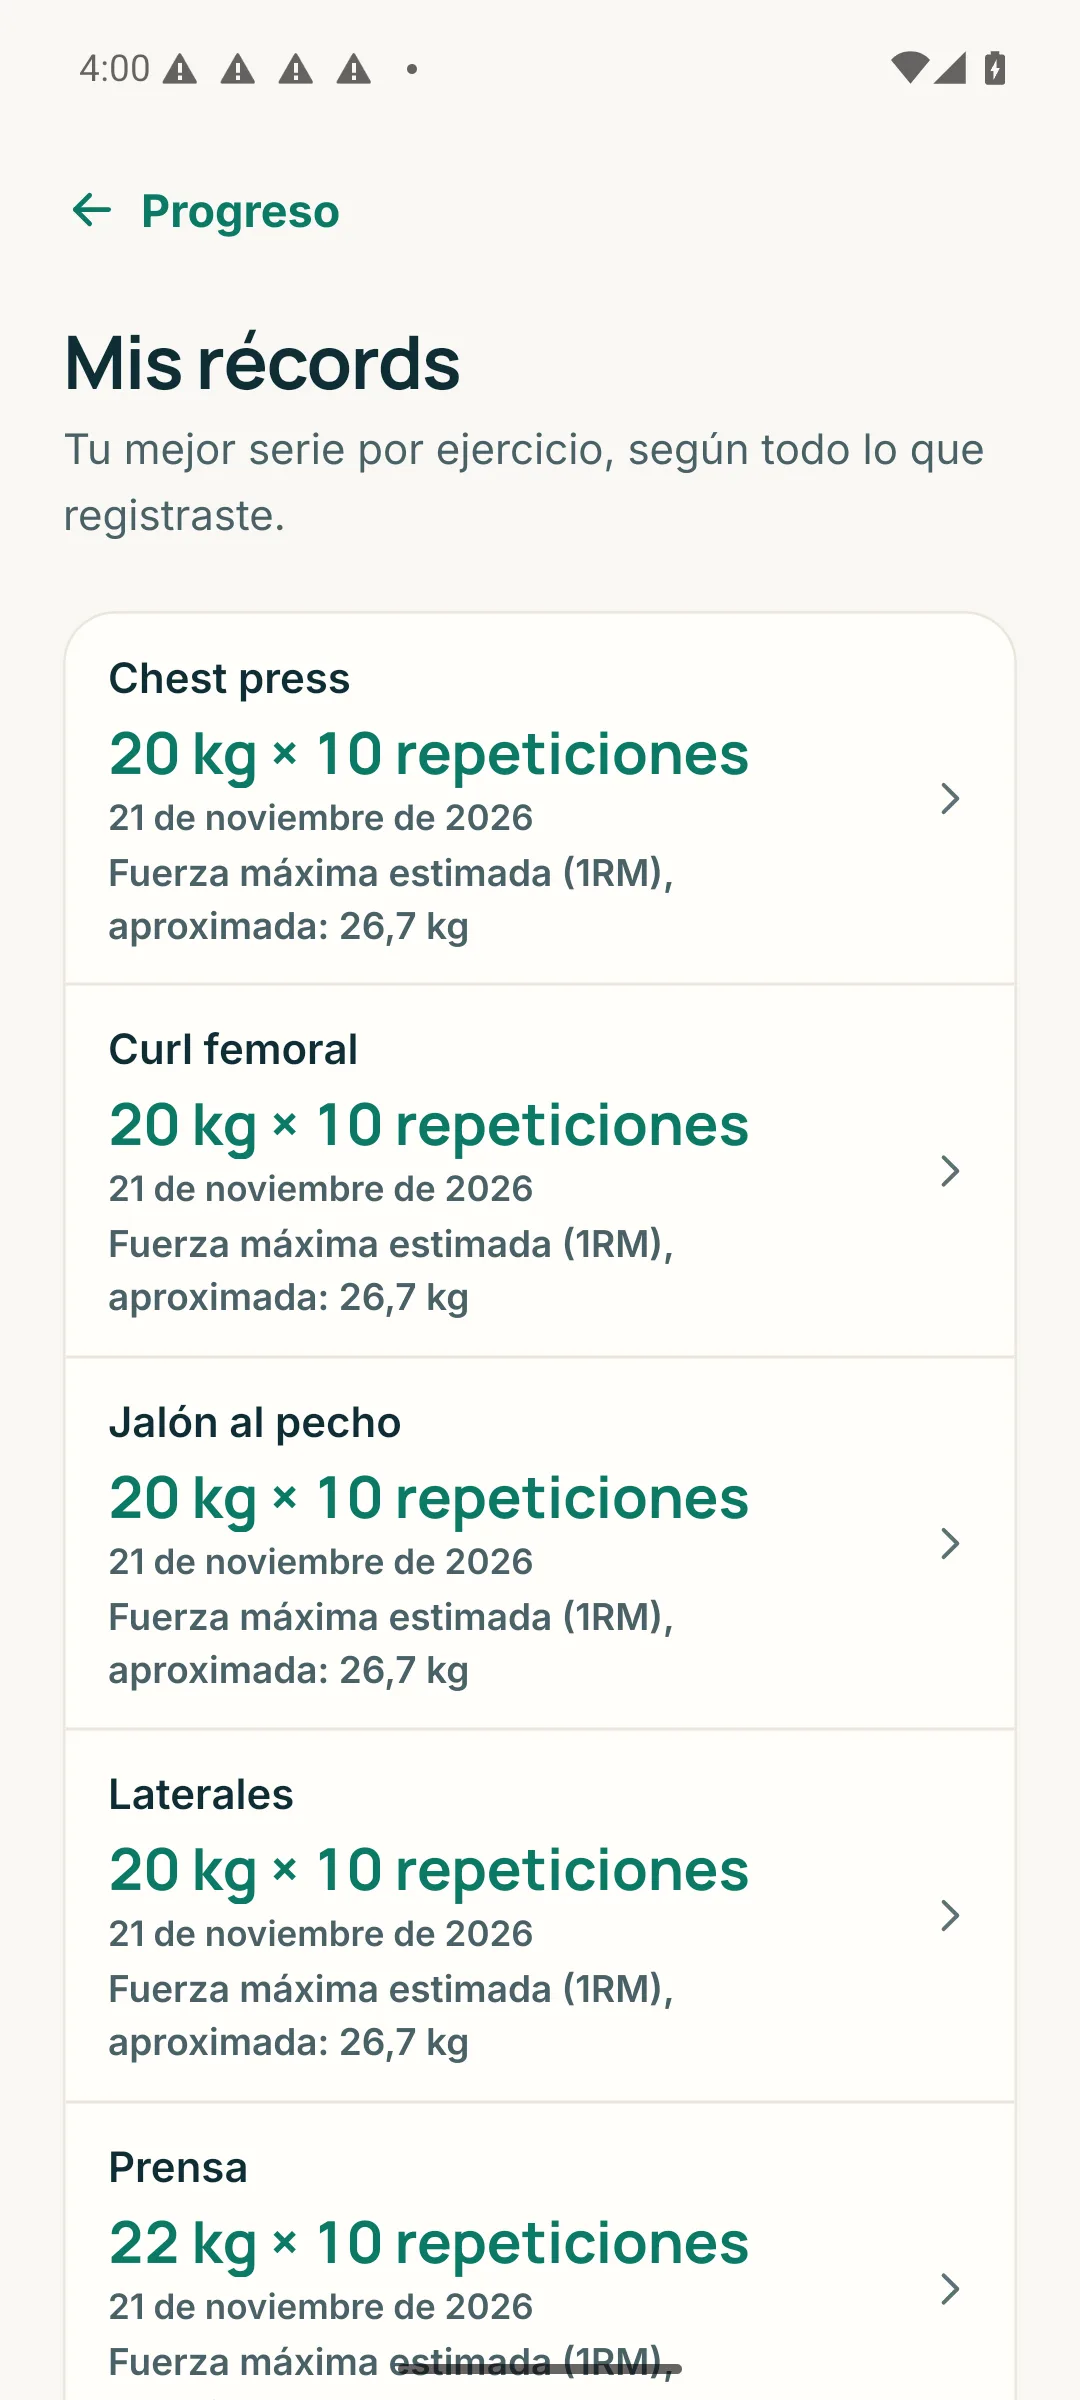 4:00
Progreso
Mis récords
Tu mejor serie por ejercicio, según todo lo que
registraste.
Chest press
20 kg × 10 repeticiones
21 de noviembre de 2026
Fuerza máxima estimada (1RM),
aproximada: 26,7 kg
Curl femoral
20 kg × 10 repeticiones
21 de noviembre de 2026
Fuerza máxima estimada (1RM),
aproximada: 26,7 kg
Jalón al pecho
20 kg × 10 repeticiones
21 de noviembre de 2026
Fuerza máxima estimada (1RM),
aproximada: 26,7 kg
Laterales
20 kg × 10 repeticiones
21 de noviembre de 2026
Fuerza máxima estimada (1RM),
aproximada: 26,7 kg
Prensa
22 kg × 10 repeticiones
21 de noviembre de 2026
Fuerza máxima estimada (1RM),